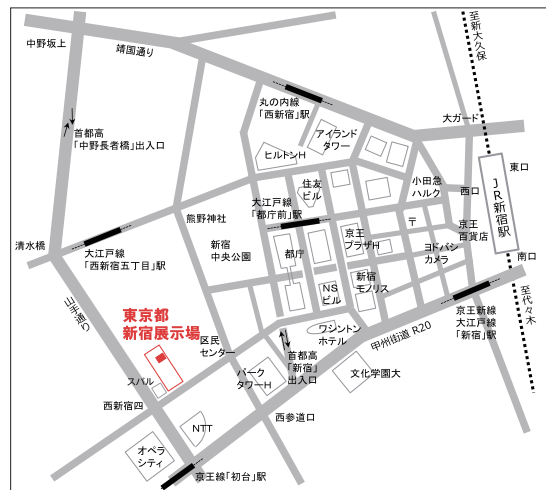 中野坂上
靖国通り
至新大久保
丸の内線
「西新宿」駅
大ガード
首都高
「中野長者橋」出入口
アイランド
タワー
ヒルトンH
東口
小田急
ハルク
西口
JR新宿駅
住友
ビル
大江戸線
「都庁前」駅
熊野神社
〒
京王
百貨店
清水橋
大江戸線
「西新宿五丁目」駅
新宿
中央公園
都庁
京王
プラザH
ヨドバシ
カメラ
南口
新宿
モノリス
NS
ビル
至代々木
山手通り
東京都
新宿展示場
区民
センター
ワシントン
ホテル
甲州街道 R20
京王新線
大江戸線
「新宿」駅
首都高
「新宿」
出入口
スバル
パーク
タワーH
文化学園大
西新宿四
西参道口
NTT
オペラ
シティ
京王線「初台」駅